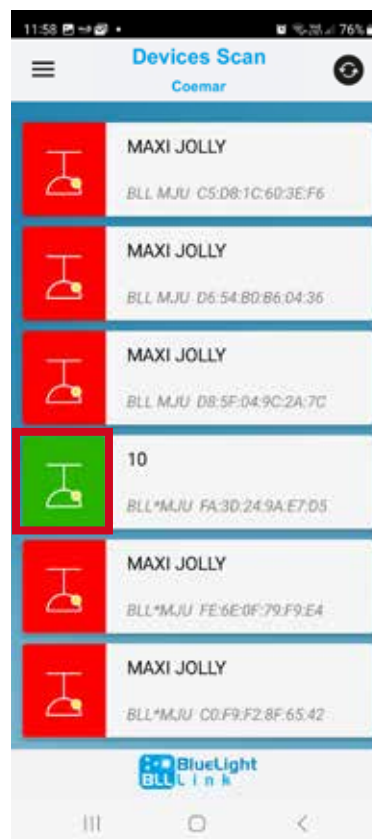 11:58 76%
Devices Scan
Coemar
MAXI JOLLY
BLL MJU C5:D8:1C:60:3E:F6
MAXI JOLLY
BLL MJU D6:54:B0:B6:04:36
MAXI JOLLY
BLL MJU D8:5F:04:9C:2A:7C
10
BLL*MJU FA:3D:24:9A:E7:D5
MAXI JOLLY
BLL*MJU FE:6E:0F:79:F9:E4
MAXI JOLLY
BLL*MJU C0:F9:F2:8F:65:42
BLL BlueLight
Link